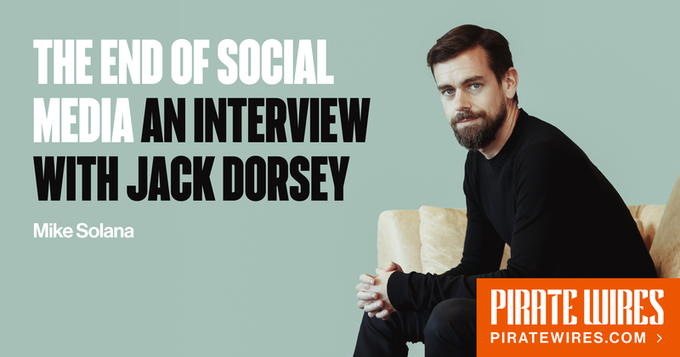 THE END OF SOCIAL
MEDIA AN INTERVIEW
WITH JACK DORSEY
Mike Solana
PIRATE WIRES
PIRATEWIRES.COM >